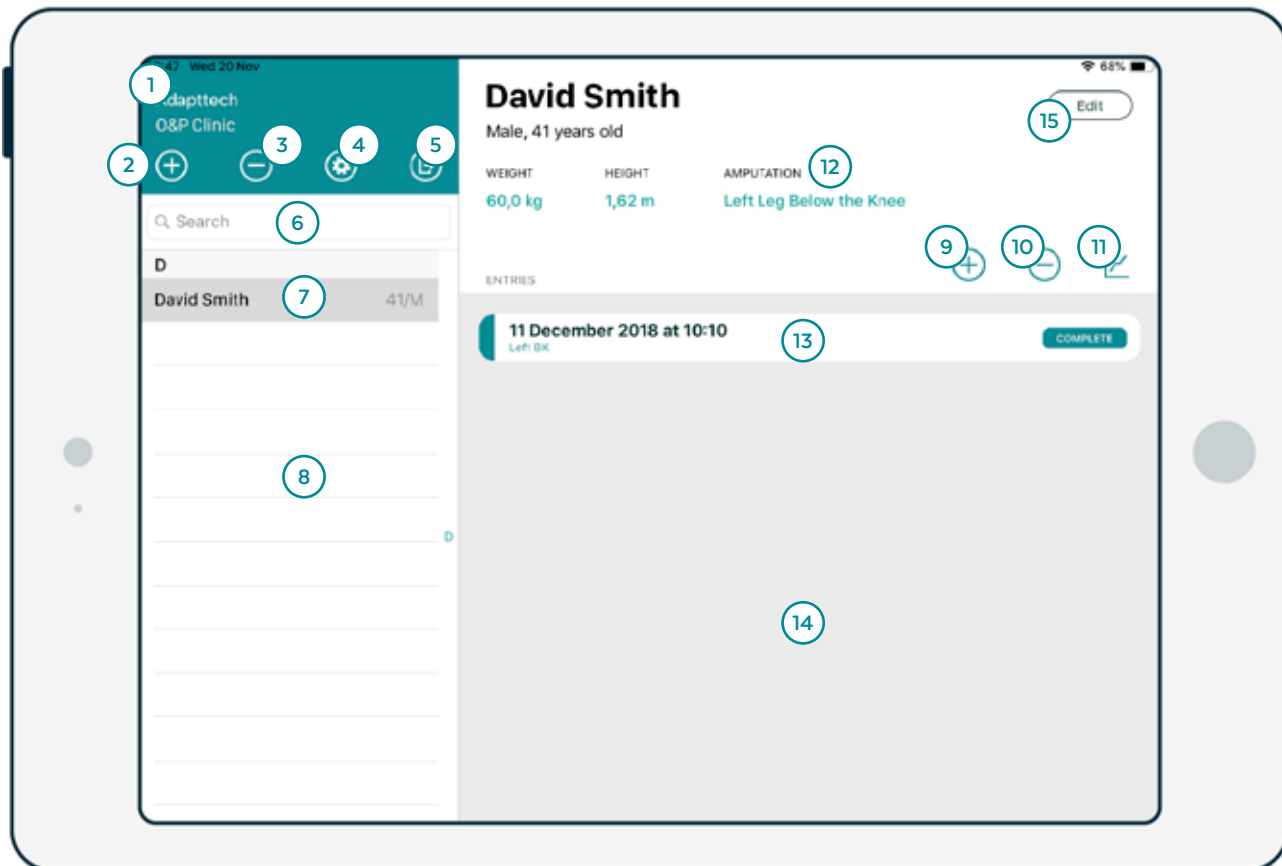 :47 Wed 20 Nov
68%
1
dapttech
O&P Clinic
2
3
4
5
6
Search
D
7
David Smith 41/M
8
D
David Smith
Edit
15
Male, 41 years old
WEIGHT HEIGHT AMPUTATION 12
60,0 kg 1,62 m Left Leg Below the Knee
9 10 11
ENTRIES
11 December 2018 at 10:10
Left BK
13
COMPLETE
14